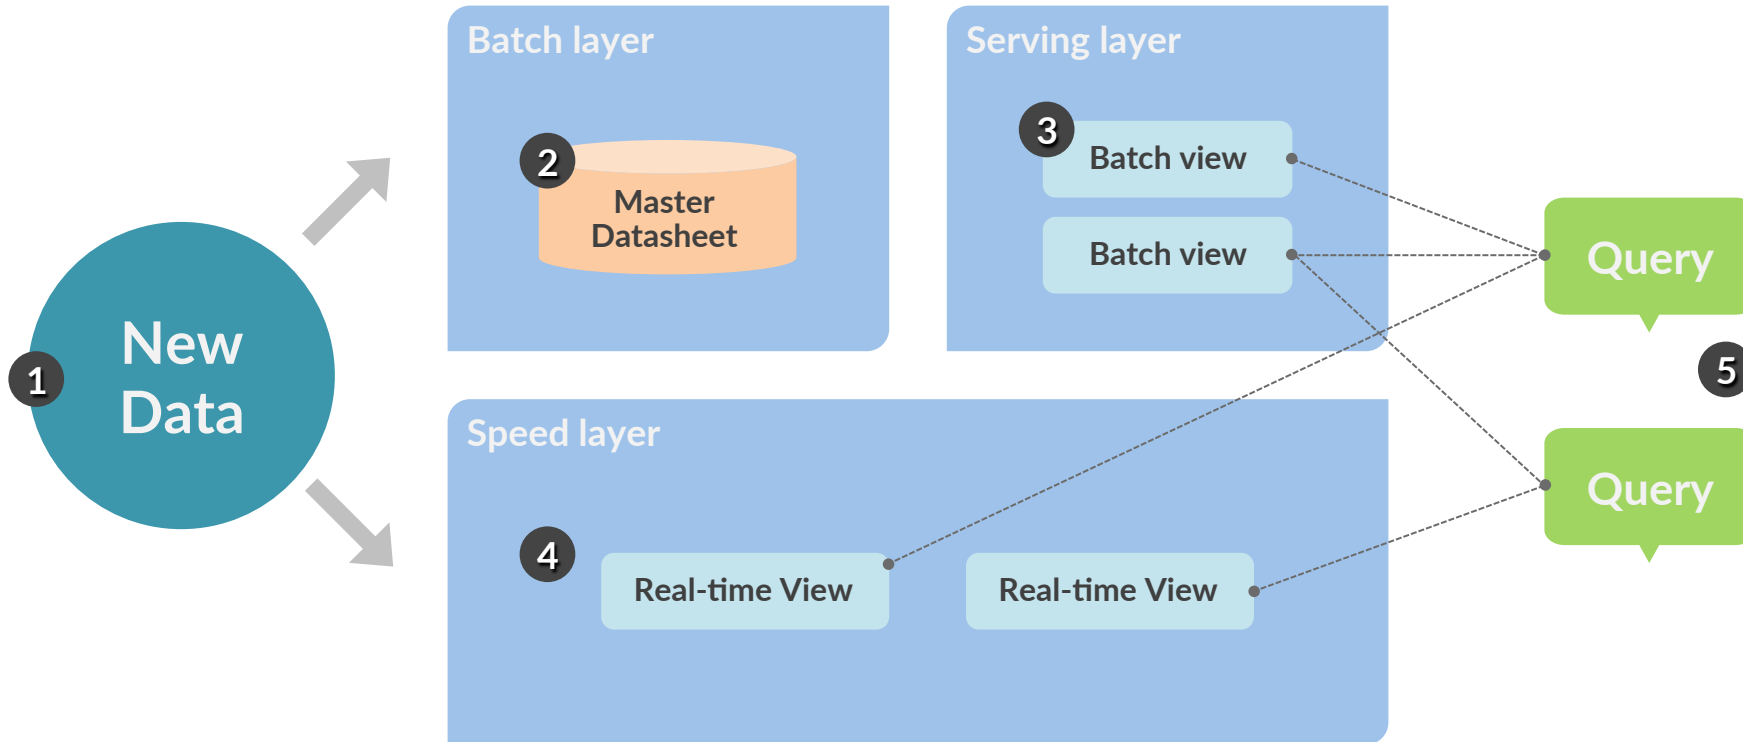 Batch layer
Serving layer
3
Batch view
2
Master
Datasheet
Batch view
Query
New
Data
1
5
Speed layer
Query
4
Real-time View
Real-time View